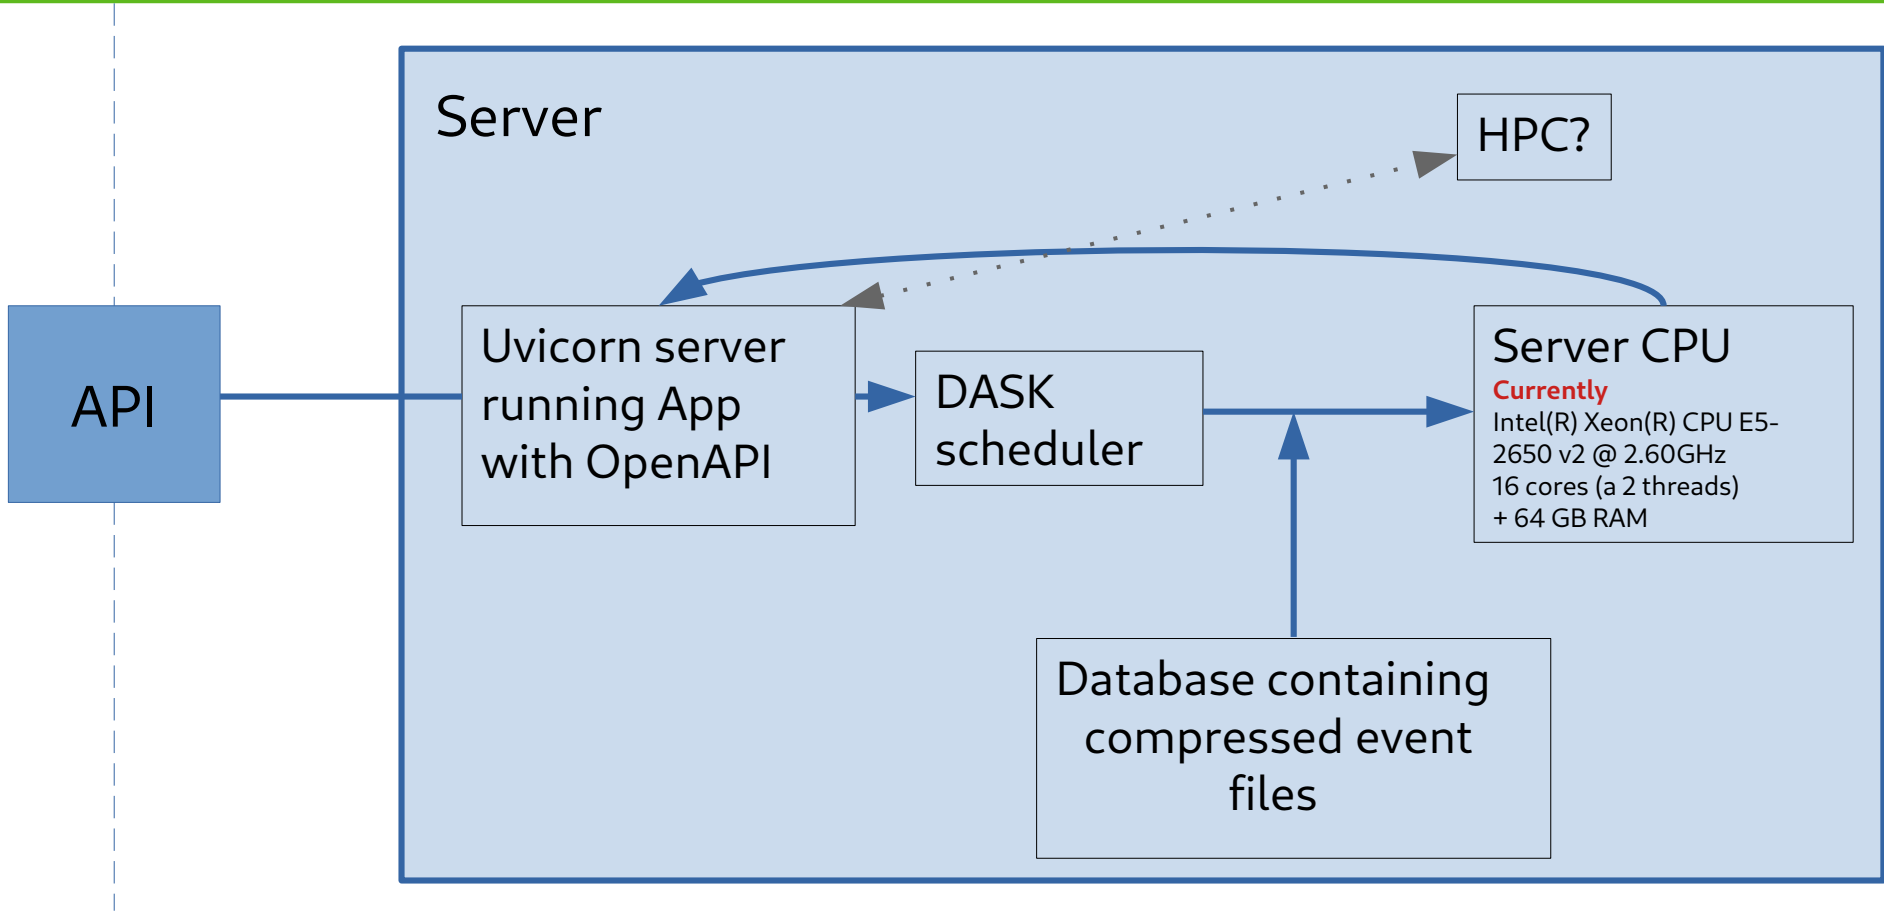 Server
HPC?
API
Uvicorn server
running App
with OpenAPI
DASK
scheduler
Server CPU
Currently
Intel(R) Xeon(R) CPU E5-
2650 v2 @ 2.60GHz
16 cores (a 2 threads)
+ 64 GB RAM
Database containing
compressed event
files